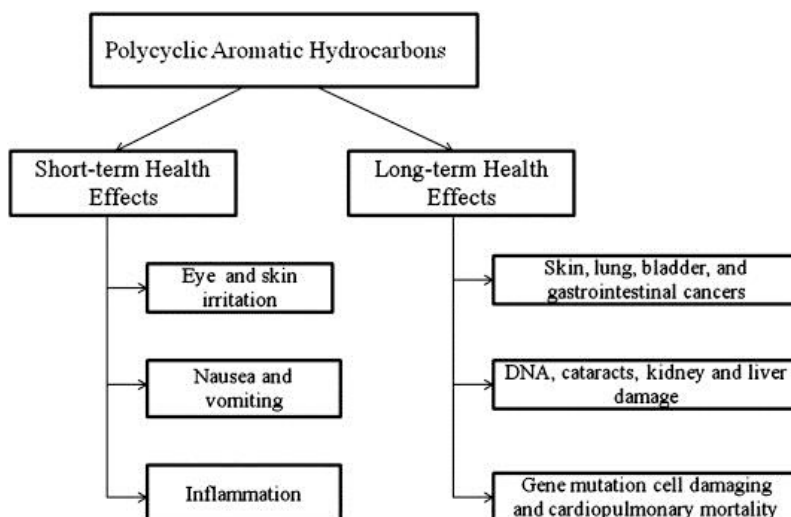 Polycyclic Aromatic Hydrocarbons
Short-term Health
Effects
Long-term Health
Effects
Eye and skin
irritation
Nausea and
vomiting
Inflammation
Skin, lung, bladder, and
gastrointestinal cancers
DNA, cataracts, kidney and liver
damage
Gene mutation cell damaging
and cardiopulmonary mortality